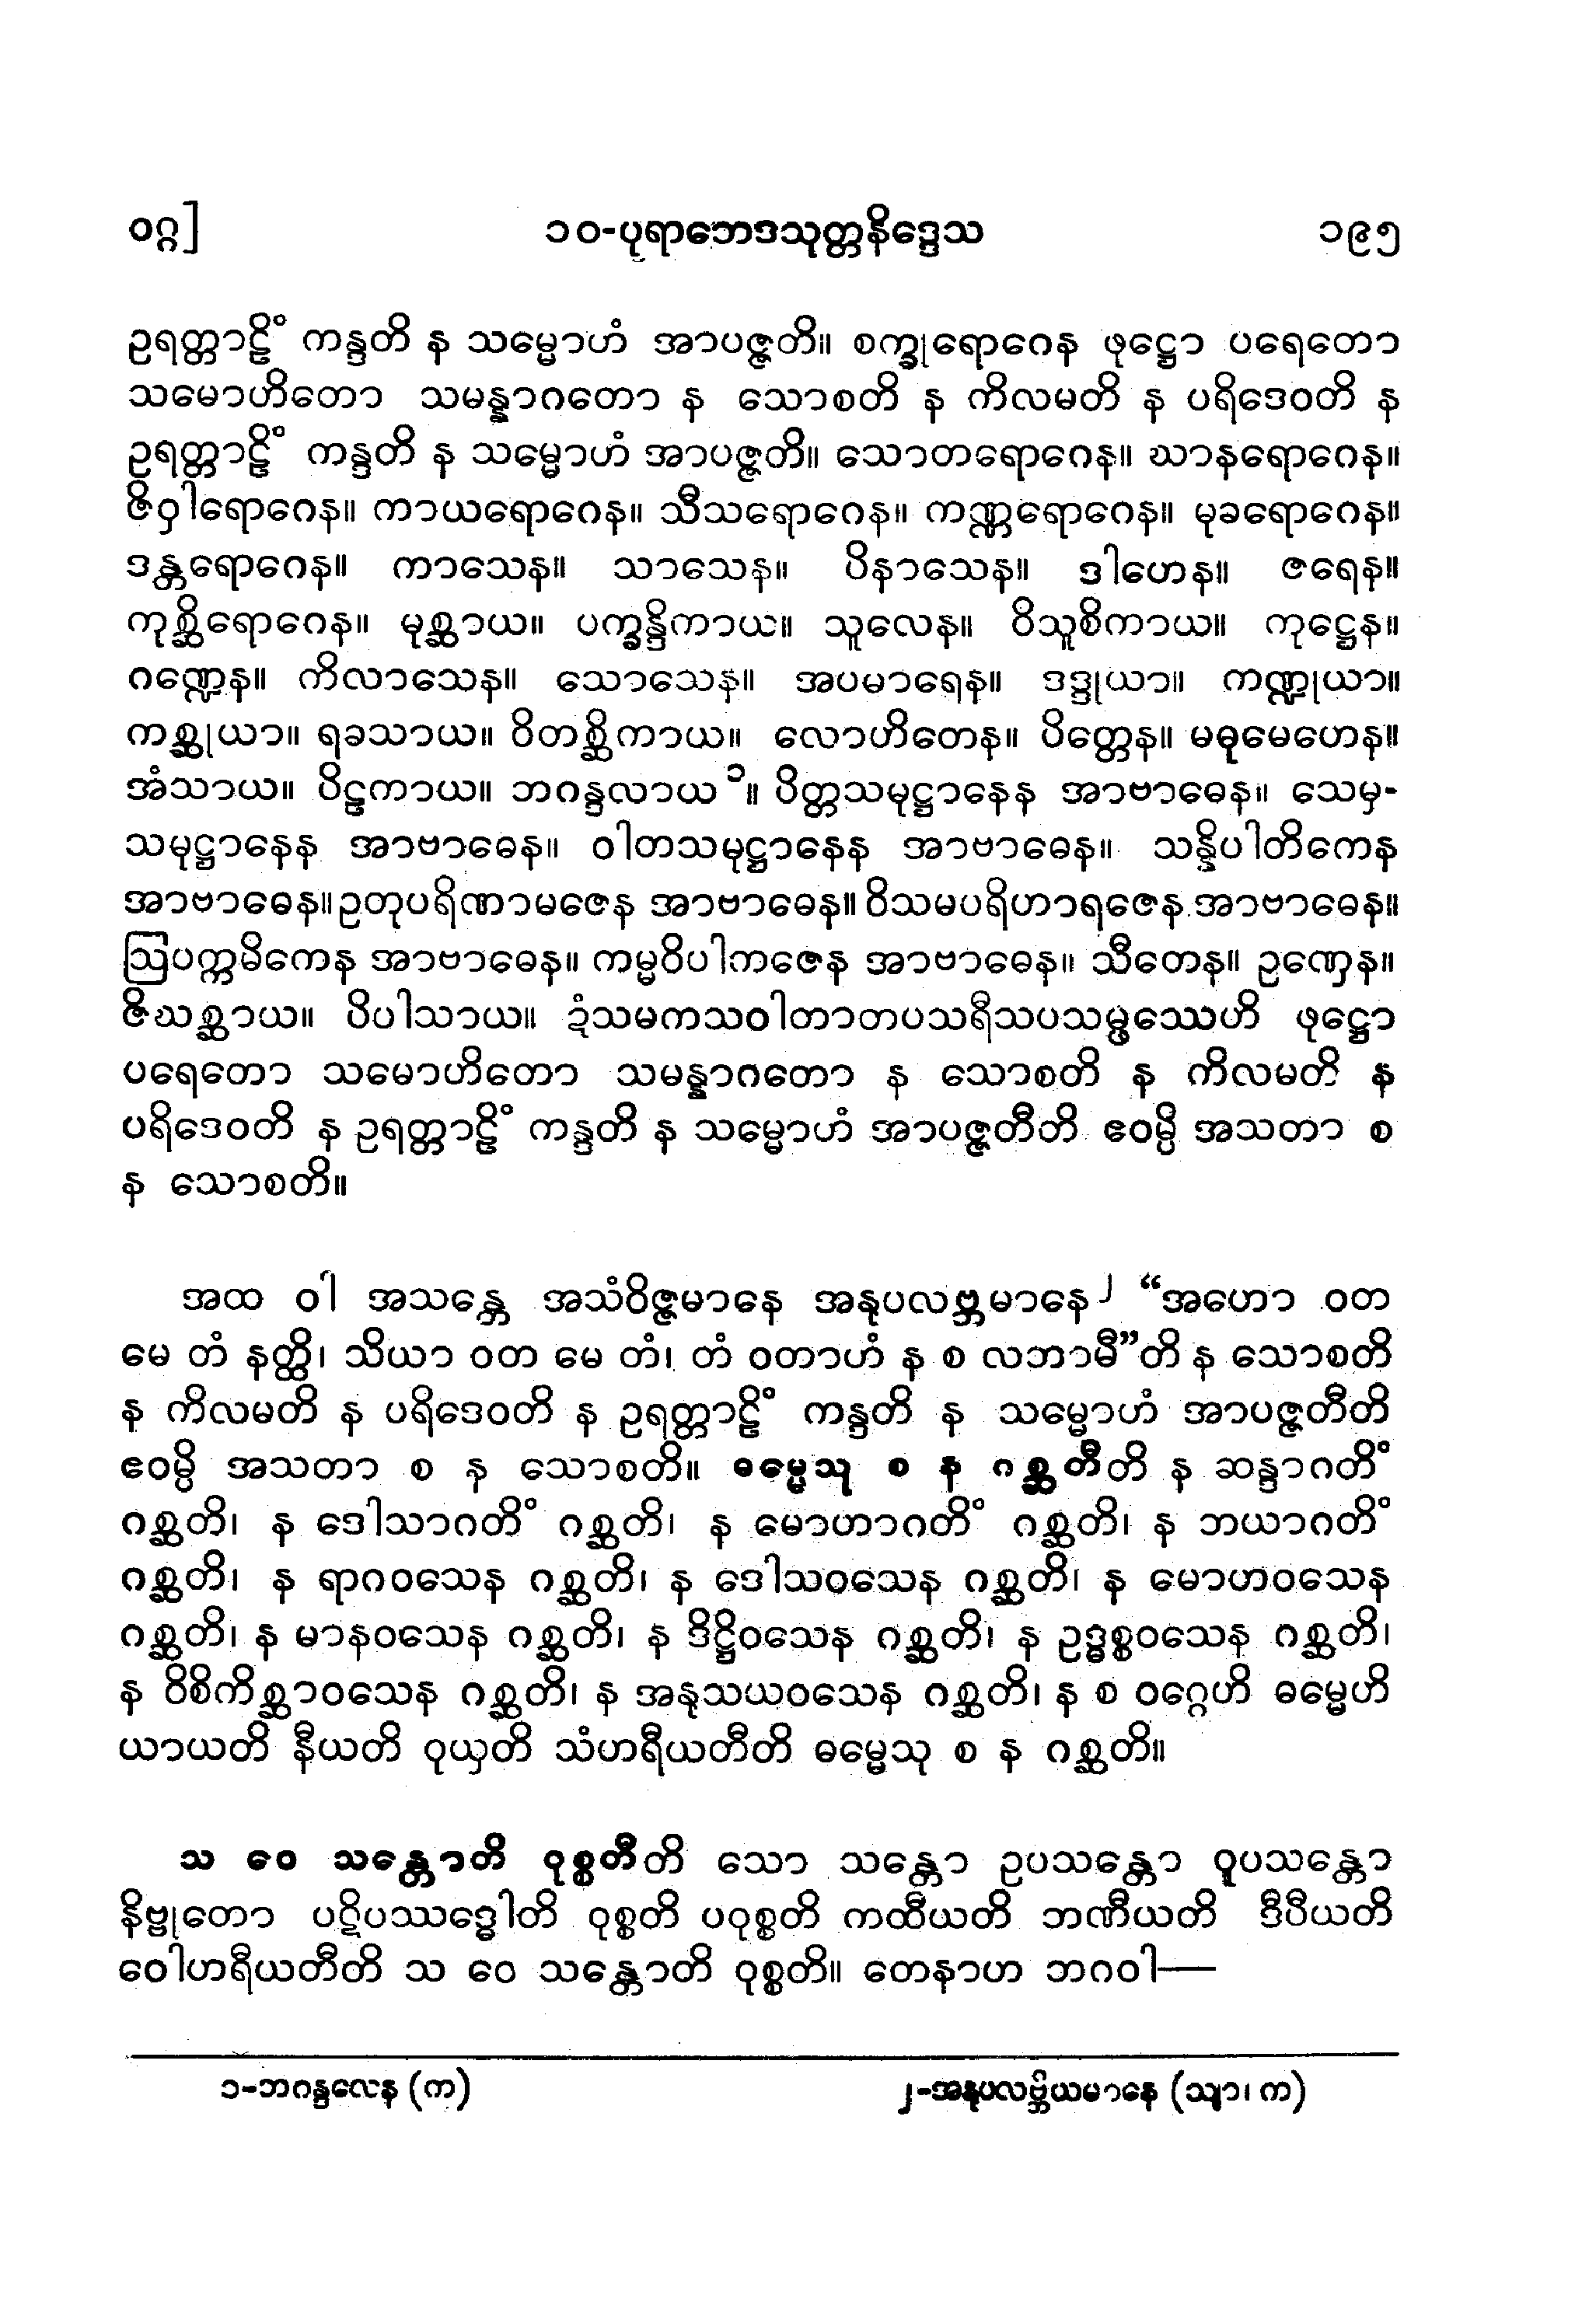 ဝဂ္ဂ]
၁၀-ပုရာဘေဒသုတ္တနိဒ္ဒေသ
၁၉၅
ဥရတ္တာဠိံ ကန္ဒတိ န သမ္မောဟံ အာပဇ္ဇတိ။ စက္ခုရောဂေန ဖုဋ္ဌော ပရေတော
သမောဟိတော သမန္နာဂတော န သောစတိ န ကိလမတိ န ပရိဒေဝတိ န
ဥရတ္တာဠိံ ကန္ဒတိ န သမ္မောဟံ အာပဇ္ဇတိ။ သောတရောဂေန။ ဃာနရောဂေန။
ဇိဝှါရောဂေန။ ကာယရောဂေန။ သီသရောဂေန။ ကဏ္ဏရောဂေန။ မုခရောဂေန။
ဒန္တရောဂေန။ ကာသေန။ သာသေန။ ပိနာသေန။ ဒါဟေန။ ဇရေန။
ကုစ္ဆိရောဂေန။ မုစ္ဆာယ။ ပက္ခန္ဒိကာယ။ သူလေန။ ဝိသူစိကာယ။ ကုဋ္ဌေန။
ဂဏ္ဍေန။ ကိလာသေန။ သောသေန။ အပမာရေန။ ဒဒ္ဒုယာ။ ကဏ္ဍုယာ။
ကစ္ဆုယာ။ ရခသာယ။ ဝိတစ္ဆိကာယ။ လောဟိတေန။ ပိတ္တေန။ မဓုမေဟေန။
အံသာယ။ ပိဠကာယ။ ဘဂန္ဒလာယ ၁။ ပိတ္တသမုဋ္ဌာနေန အာဗာဓေန။ သေမှ-
သမုဋ္ဌာနေန အာဗာဓေန။ ဝါတသမုဋ္ဌာနေန အာဗာဓေန။ သန္နိပါတိကေန
အာဗာဓေန။ ဥတုပရိဏာမဇေန အာဗာဓေန။ ဝိသမပရိဟာရဇေန အာဗာဓေန။
ဩပက္ကမိကေန အာဗာဓေန။ ကမ္မဝိပါကဇေန အာဗာဓေန။ သီတေန။ ဥဏှေန။
ဇိဃစ္ဆာယ။ ပိပါသာယ။ ဍံသမကသဝါတာတပသရီသပသမ္ဖဿေဟိ ဖုဋ္ဌော
ပရေတော သမောဟိတော သမန္နာဂတော န သောစတိ န ကိလမတိ န
ပရိဒေဝတိ န ဥရတ္တာဠိံ ကန္ဒတိ န သမ္မောဟံ အာပဇ္ဇတီတိ ဧဝမ္ပိ အသတာ စ
န သောစတိ။
အထ ဝါ အသန္တေ အသံဝိဇ္ဇမာနေ အနုပလဗ္ဘမာနေ ၂ “အဟော ဝတ
မေ တံ နတ္ထိ၊ သိယာ ဝတ မေ တံ၊ တံ ဝတာဟံ န စ လဘာမီ”တိ န သောစတိ
န ကိလမတိ န ပရိဒေဝတိ န ဥရတ္တာဠိံ ကန္ဒတိ န သမ္မောဟံ အာပဇ္ဇတီတိ
ဧဝမ္ပိ အသတာ စ န သောစတိ။ ဓမ္မေသု စ န ဂစ္ဆတီတိ န ဆန္ဒာဂတိံ
ဂစ္ဆတိ၊ န ဒေါသာဂတိံ ဂစ္ဆတိ၊ န မောဟာဂတိံ ဂစ္ဆတိ၊ န ဘယာဂတိံ
ဂစ္ဆတိ၊ န ရာဂဝသေန ဂစ္ဆတိ၊ န ဒေါသဝသေန ဂစ္ဆတိ၊ န မောဟဝသေန
ဂစ္ဆတိ၊ န မာနဝသေန ဂစ္ဆတိ၊ န ဒိဋ္ဌိဝသေန ဂစ္ဆတိ၊ န ဥဒ္ဓစ္စဝသေန ဂစ္ဆတိ၊
န ဝိစိကိစ္ဆာဝသေန ဂစ္ဆတိ၊ န အနုသယဝသေန ဂစ္ဆတိ၊ န စ ဝဂ္ဂေဟိ ဓမ္မေဟိ
ယာယတိ နီယတိ ဝုယှတိ သံဟရီယတီတိ ဓမ္မေသု စ န ဂစ္ဆတိ။
သ ဝေ သန္တောတိ ဝုစ္စတီတိ သော သန္တော ဥပသန္တော ဝူပသန္တော
နိဗ္ဗုတော ပဋိပဿဒ္ဓေါတိ ဝုစ္စတိ ပဝုစ္စတိ ကထီယတိ ဘဏီယတိ ဒီပီယတိ
ဝေါဟရီယတီတိ သ ဝေ သန္တောတိ ဝုစ္စတိ။ တေနာဟ ဘဂဝါ—
၁-ဘဂန္ဒလေန (က)
၂-အနုပလဗ္ဘိယမာနေ (သျာ၊ က)